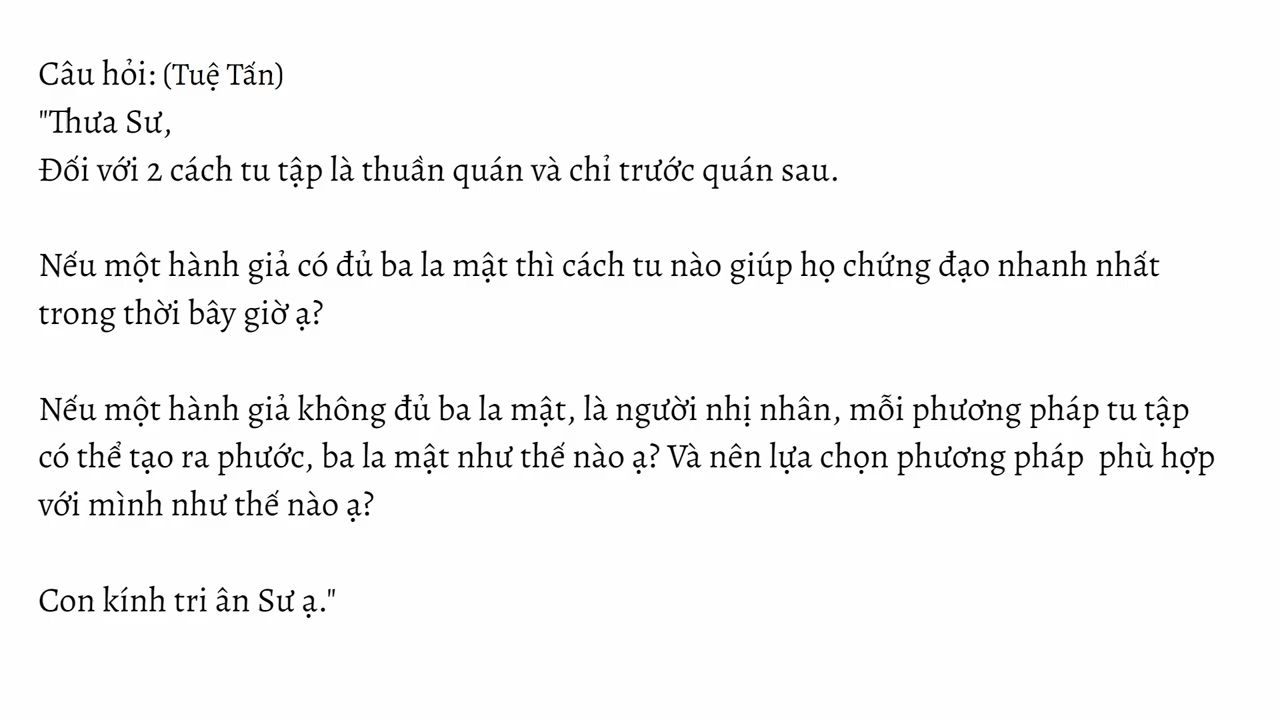 Câu hỏi: (Tuệ Tấn)
"Thưa Sư,
Đối với 2 cách tu tập là thuần quán và chỉ trước quán sau.
Nếu một hành giả có đủ ba la mật thì cách tu nào giúp họ chứng đạo nhanh nhất
trong thời bây giờ ạ?
Nếu một hành giả không đủ ba la mật, là người nhị nhân, mỗi phương pháp tu tập
có thể tạo ra phước, ba la mật như thế nào ạ? Và nên lựa chọn phương pháp phù hợp
với mình như thế nào ạ?
Con kính tri ân Sư ạ."